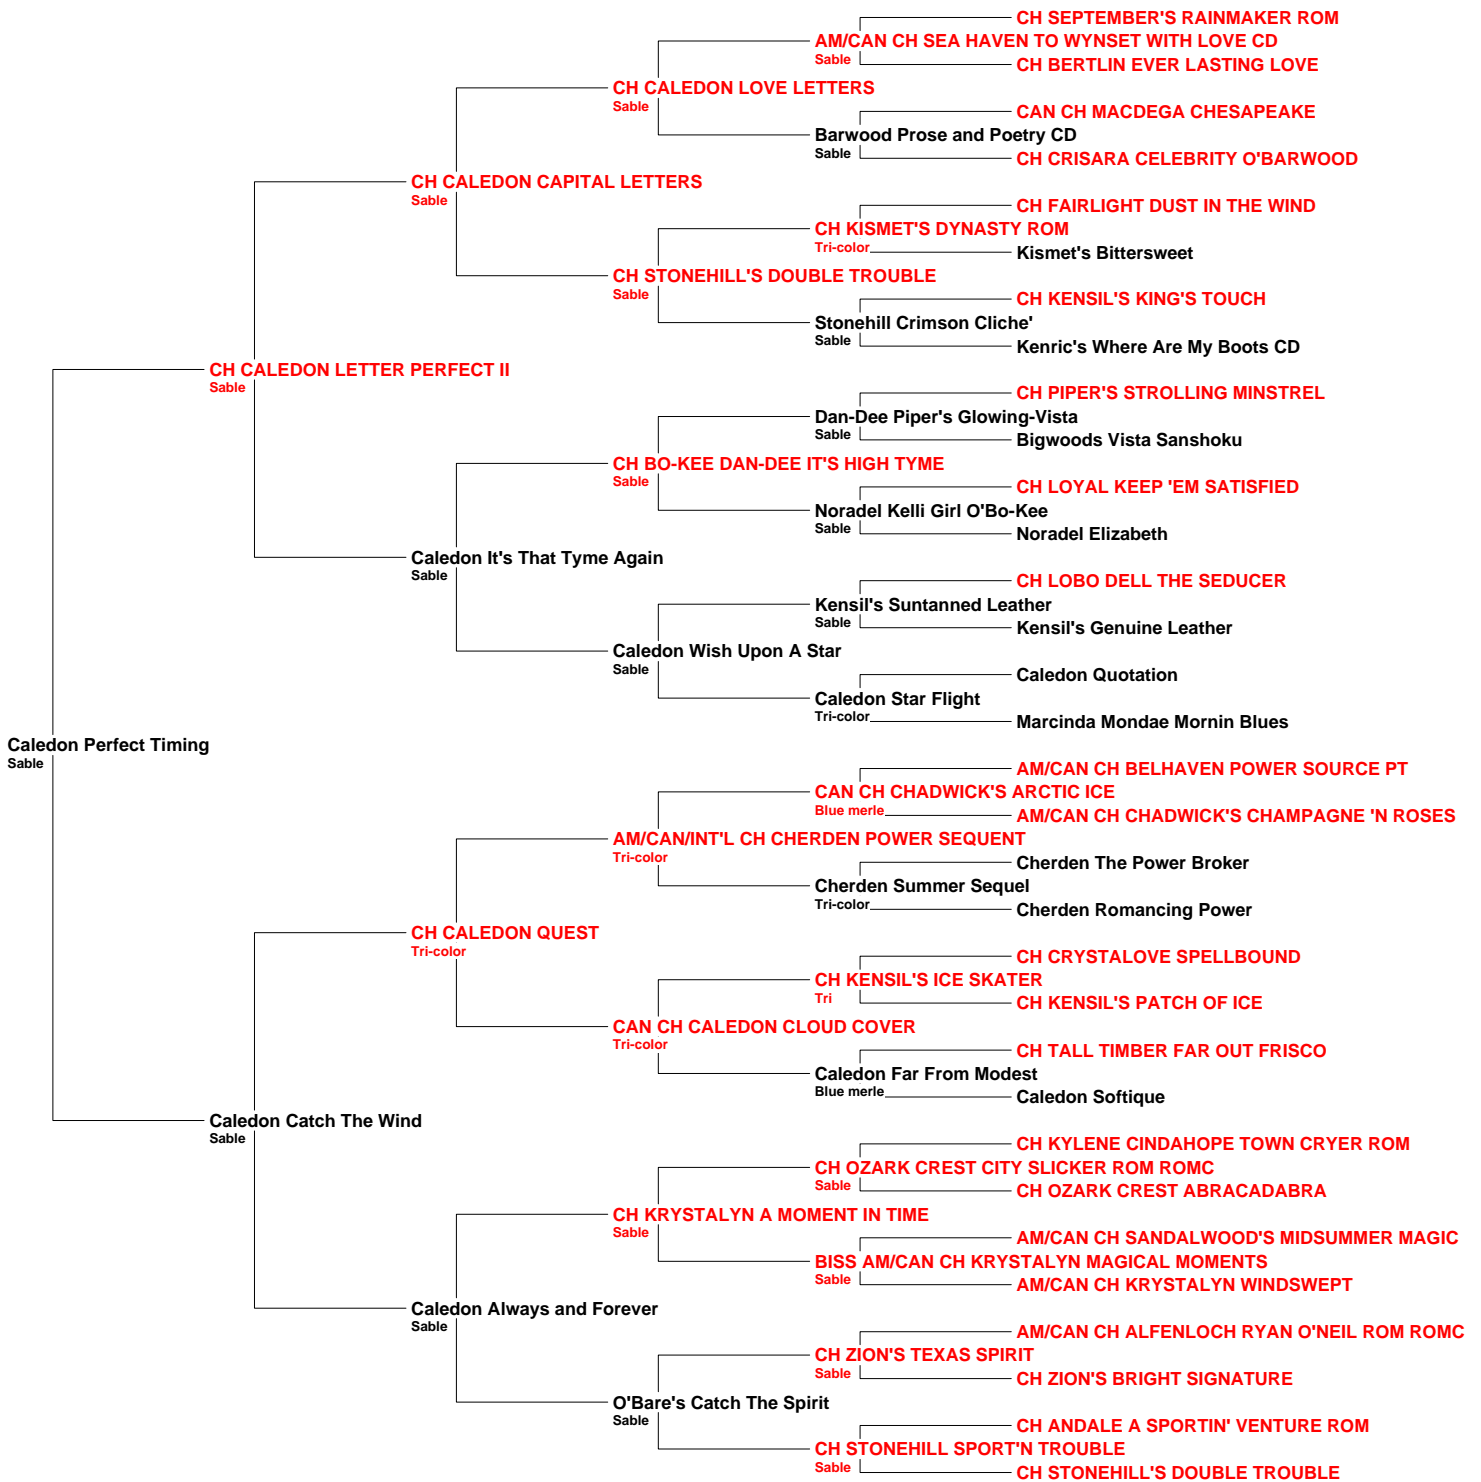 CH SEPTEMBER'S RAINMAKER ROM
AM/CAN CH SEA HAVEN TO WYNSET WITH LOVE CD
Sable
CH BERTLIN EVER LASTING LOVE
CH CALEDON LOVE LETTERS
Sable
CAN CH MACDEGA CHESAPEAKE
Barwood Prose and Poetry CD
Sable
CH CRISARA CELEBRITY O'BARWOOD
CH CALEDON CAPITAL LETTERS
Sable
CH FAIRLIGHT DUST IN THE WIND
CH KISMET'S DYNASTY ROM
Tri-color
Kismet's Bittersweet
CH STONEHILL'S DOUBLE TROUBLE
Sable
CH KENSIL'S KING'S TOUCH
Stonehill Crimson Cliche'
Sable
Kenric's Where Are My Boots CD
CH CALEDON LETTER PERFECT II
Sable
CH PIPER'S STROLLING MINSTREL
Dan-Dee Piper's Glowing-Vista
Sable
Bigwoods Vista Sanshoku
CH BO-KEE DAN-DEE IT'S HIGH TYME
Sable
CH LOYAL KEEP 'EM SATISFIED
Noradel Kelli Girl O'Bo-Kee
Sable
Noradel Elizabeth
Caledon It's That Tyme Again
Sable
CH LOBO DELL THE SEDUCER
Kensil's Suntanned Leather
Sable
Kensil's Genuine Leather
Caledon Wish Upon A Star
Sable
Caledon Quotation
Caledon Star Flight
Tri-color
Marcinda Mondae Mornin Blues
Caledon Perfect Timing
Sable
AM/CAN CH BELHAVEN POWER SOURCE PT
CAN CH CHADWICK'S ARCTIC ICE
Blue merle
AM/CAN CH CHADWICK'S CHAMPAGNE 'N ROSES
AM/CAN/INT'L CH CHERDEN POWER SEQUENT
Tri-color
Cherden The Power Broker
Cherden Summer Sequel
Tri-color
Cherden Romancing Power
CH CALEDON QUEST
Tri-color
CH CRYSTALOVE SPELLBOUND
CH KENSIL'S ICE SKATER
Tri
CH KENSIL'S PATCH OF ICE
CAN CH CALEDON CLOUD COVER
Tri-color
CH TALL TIMBER FAR OUT FRISCO
Caledon Far From Modest
Blue merle
Caledon Softique
Caledon Catch The Wind
Sable
CH KYLENE CINDAHOPE TOWN CRYER ROM
CH OZARK CREST CITY SLICKER ROM ROMC
Sable
CH OZARK CREST ABRACADABRA
CH KRYSTALYN A MOMENT IN TIME
Sable
AM/CAN CH SANDALWOOD'S MIDSUMMER MAGIC
BISS AM/CAN CH KRYSTALYN MAGICAL MOMENTS
Sable
AM/CAN CH KRYSTALYN WINDSWEPT
Caledon Always and Forever
Sable
AM/CAN CH ALFENLOCH RYAN O'NEIL ROM ROMC
CH ZION'S TEXAS SPIRIT
Sable
CH ZION'S BRIGHT SIGNATURE
O'Bare's Catch The Spirit
Sable
CH ANDALE A SPORTIN' VENTURE ROM
CH STONEHILL SPORT'N TROUBLE
Sable
CH STONEHILL'S DOUBLE TROUBLE